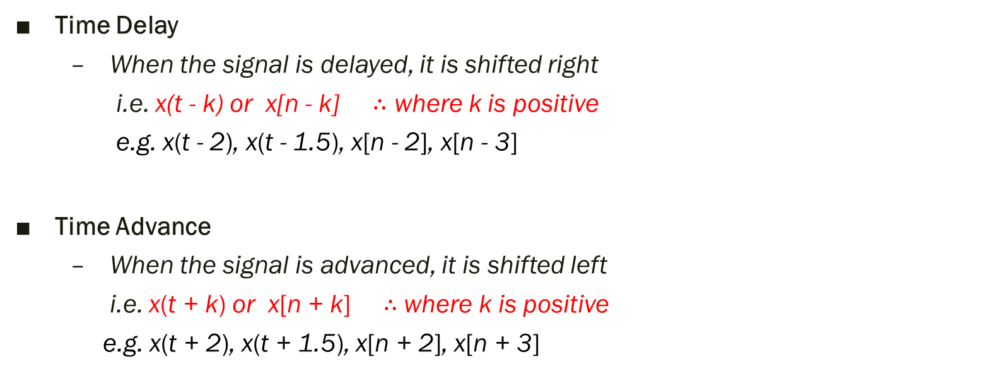 ■ Time Delay
– When the signal is delayed, it is shifted right
i.e. x(t - k) or x[n - k] ∴ where k is positive
e.g. x(t - 2), x(t - 1.5), x[n - 2], x[n - 3]
■ Time Advance
– When the signal is advanced, it is shifted left
i.e. x(t + k) or x[n + k] ∴ where k is positive
e.g. x(t + 2), x(t + 1.5), x[n + 2], x[n + 3]